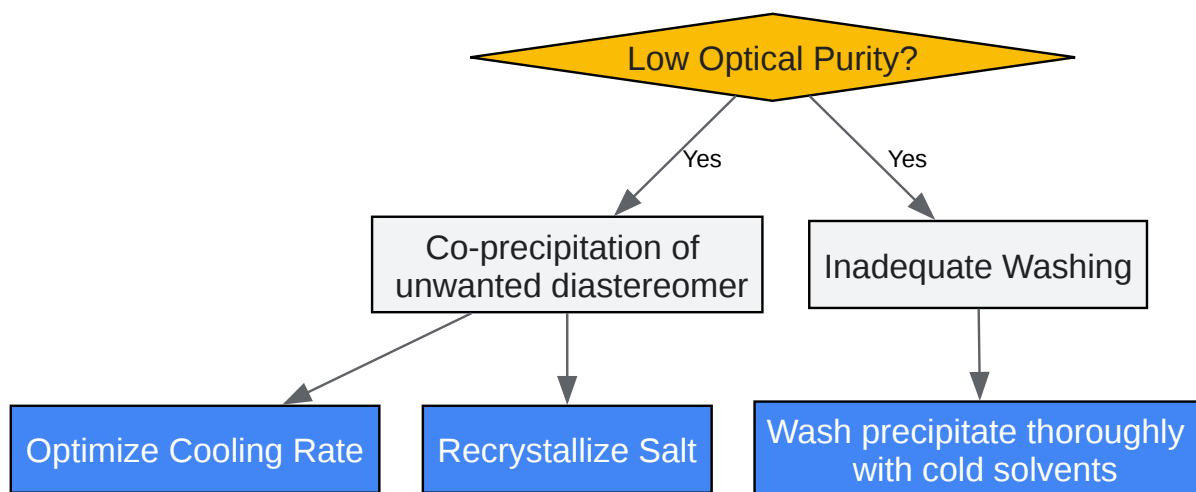 Low Optical Purity?
Yes
Yes
Co-precipitation of
unwanted diastereomer
Inadequate Washing
Optimize Cooling Rate
Recrystallize Salt
Wash precipitate thoroughly
with cold solvents